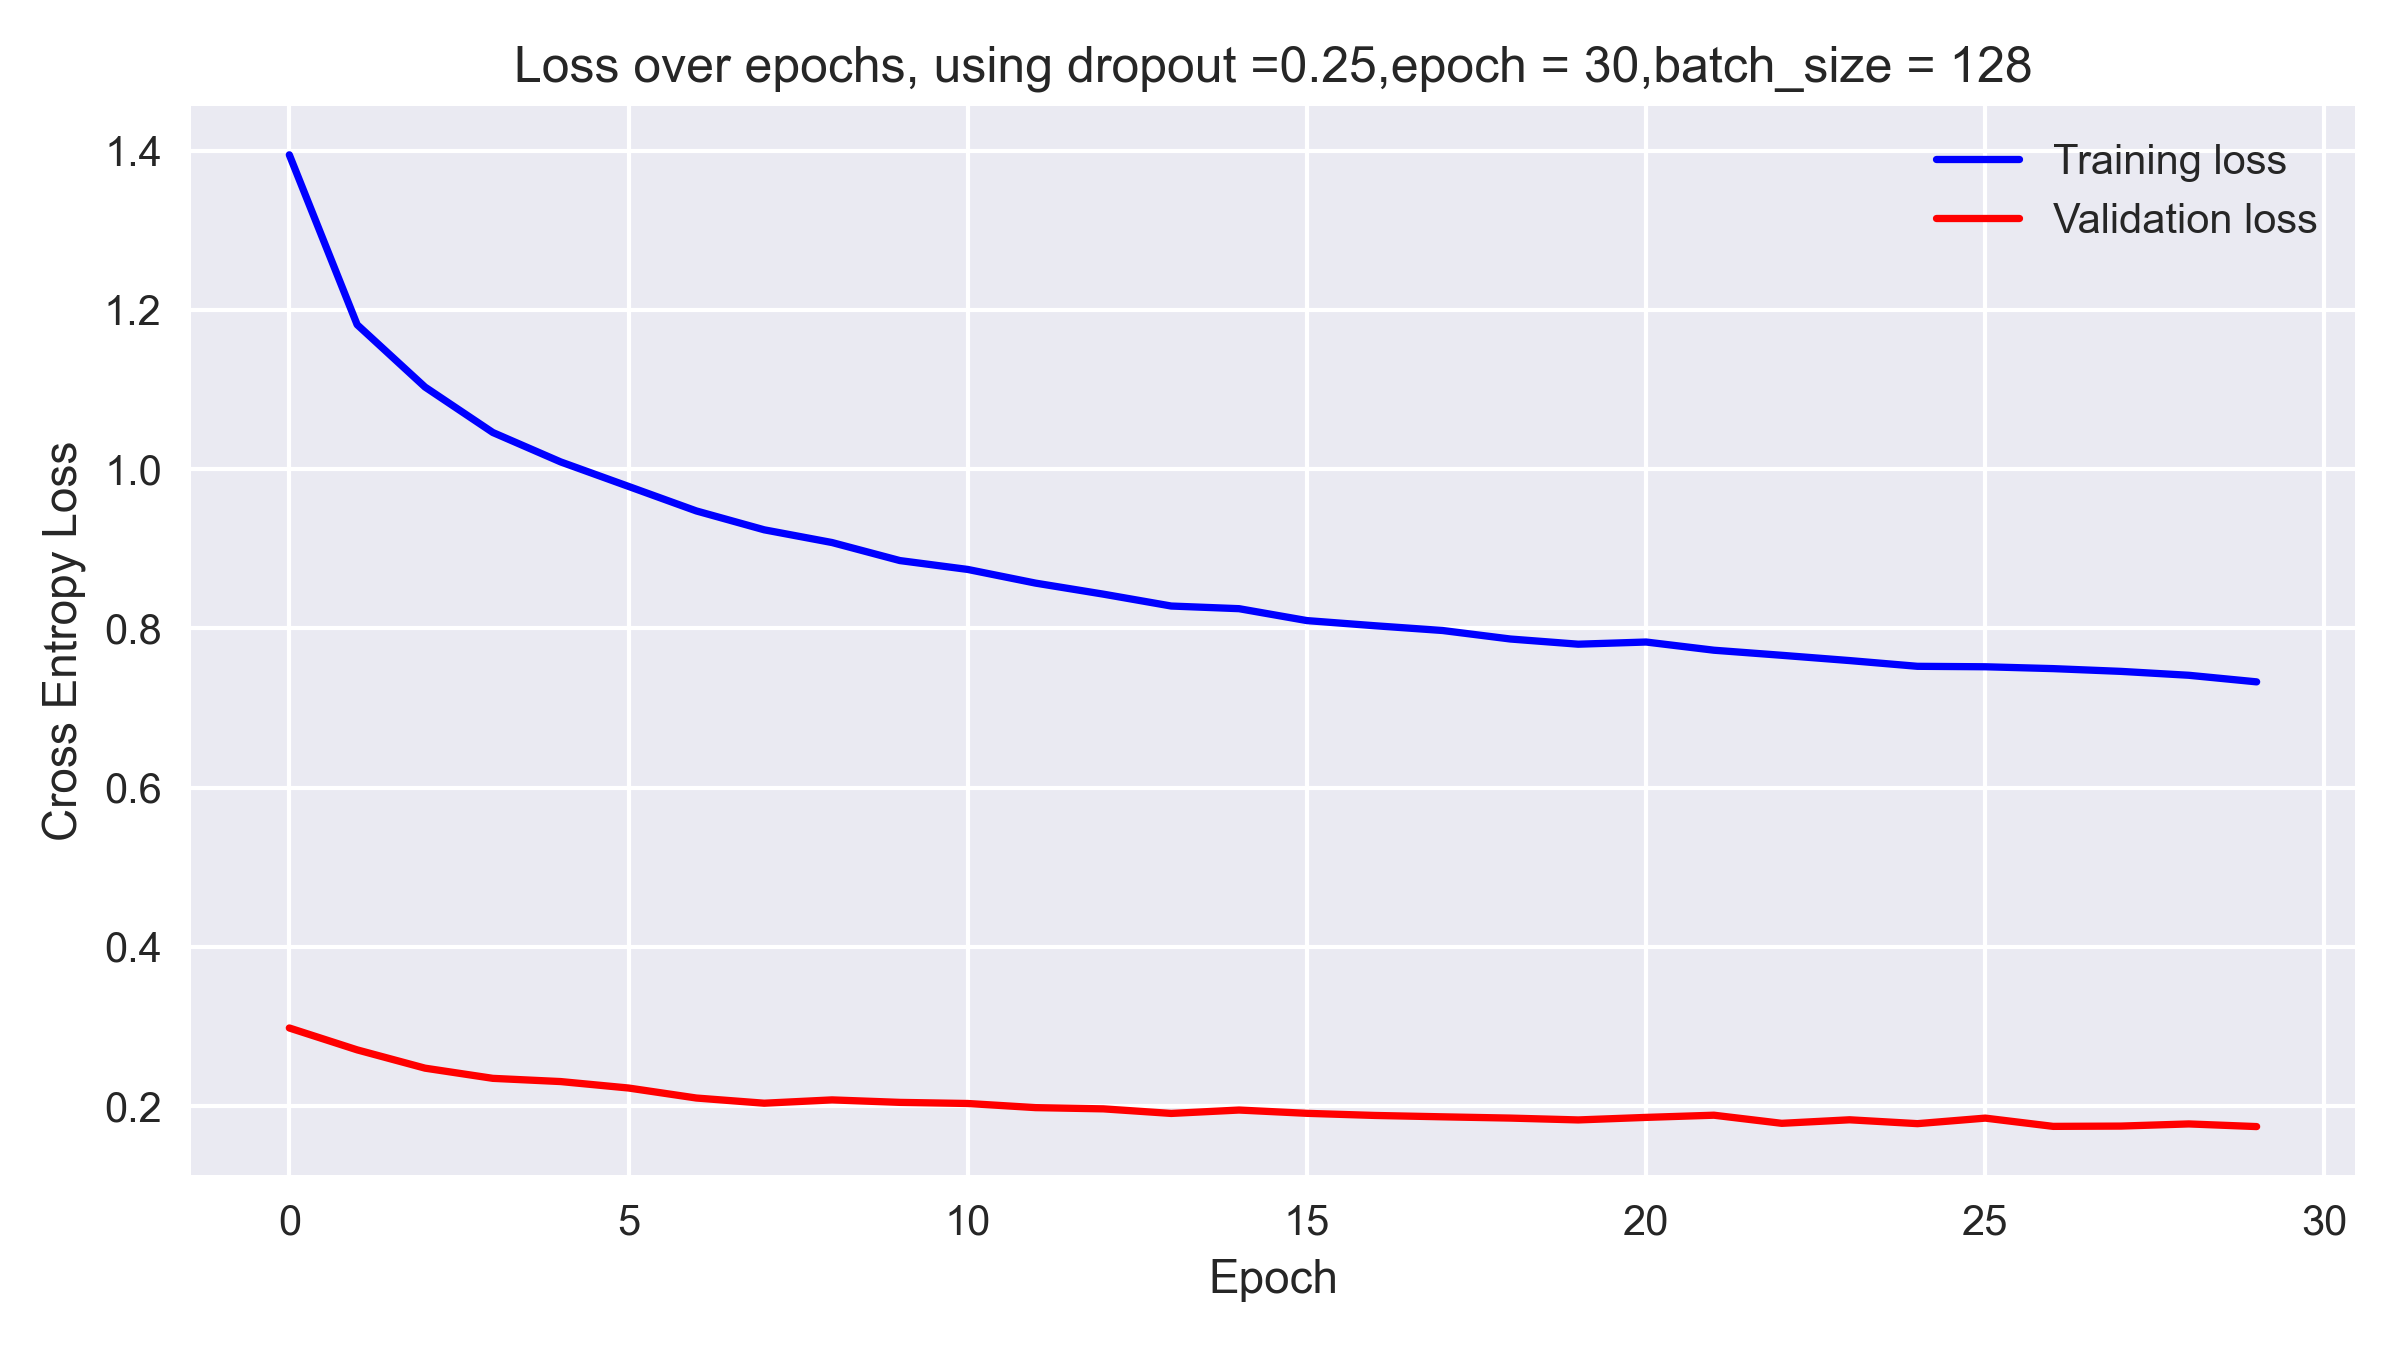 Loss over epochs, using dropout =0.25,epoch = 30,batch_size = 128
Training loss
Validation loss
Cross Entropy Loss
1.4
1.2
1.0
0.8
0.6
0.4
0.2
0 5 10 15 20 25 30
Epoch